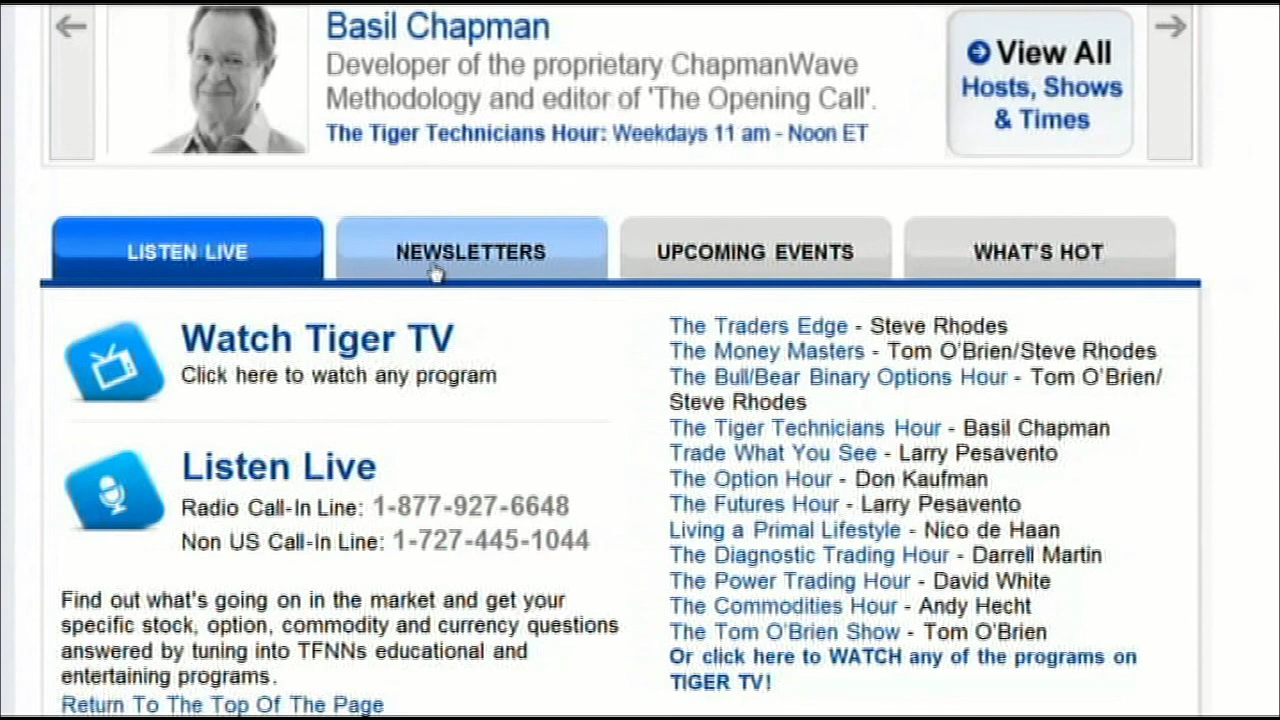 Basil Chapman
Developer of the proprietary ChapmanWave
Methodology and editor of 'The Opening Call'.
The Tiger Technicians Hour: Weekdays 11 am - Noon ET
View All
Hosts, Shows
& Times
LISTEN LIVE
NEWSLETTERS
UPCOMING EVENTS
WHAT'S HOT
Watch Tiger TV
Click here to watch any program
Listen Live
Radio Call-In Line: 1-877-927-6648
Non US Call-In Line: 1-727-445-1044
Find out what's going on in the market and get your
specific stock, option, commodity and currency questions
answered by tuning into TFNNs educational and
entertaining programs.
Return To The Top Of The Page
The Traders Edge - Steve Rhodes
The Money Masters - Tom O'Brien/Steve Rhodes
The Bull/Bear Binary Options Hour - Tom O'Brien/
Steve Rhodes
The Tiger Technicians Hour - Basil Chapman
Trade What You See - Larry Pesavento
The Option Hour - Don Kaufman
The Futures Hour - Larry Pesavento
Living a Primal Lifestyle - Nico de Haan
The Diagnostic Trading Hour - Darrell Martin
The Power Trading Hour - David White
The Commodities Hour - Andy Hecht
The Tom O'Brien Show - Tom O'Brien
Or click here to WATCH any of the programs on
TIGER TV!